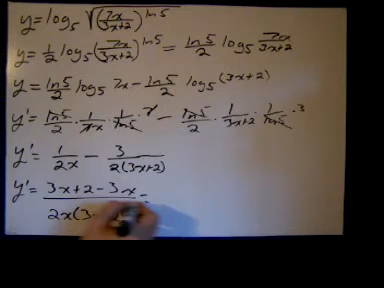 y = log₅ √(7x/(3x+2))^ln5
y = 1/2 log₅ (7x/(3x+2))^ln5 = ln5/2 log₅ 7x/(3x+2)
y = ln5/2 log₅ 7x - ln5/2 log₅ (3x+2)
y' = ln5/2 · 1/7x · 1/ln5 · 7 - ln5/2 · 1/(3x+2) · 1/ln5 · 3
y' = 1/2x - 3/2(3x+2)
y' = (3x+2-3x)/2x(3 =